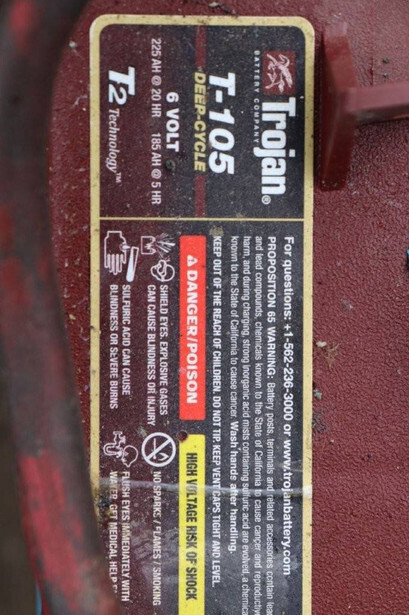 Trojan®
BATTERY COMPANY
T-105
DEEP-CYCLE
6 VOLT
225 AH @ 20 HR 185 AH @ 5 HR
T2 Technology™
For questions: +1-562-236-3000 or www.trojanbattery.com
PROPOSITION 65 WARNING: Battery posts, terminals and related accessories contain lead
and lead compounds, chemicals known to the State of California to cause cancer and reproductive
harm, and during charging, strong inorganic acid mists containing sulfuric acid are evolved, a chemical
known to the State of California to cause cancer. Wash hands after handling.
KEEP OUT OF THE REACH OF CHILDREN. DO NOT TIP. KEEP VENT CAPS TIGHT AND LEVEL.
DANGER/POISON
HIGH VOLTAGE RISK OF SHOCK
SHIELD EYES. EXPLOSIVE GASES
CAN CAUSE BLINDNESS OR INJURY
NO SPARKS / FLAMES / SMOKING
SULFURIC ACID CAN CAUSE
BLINDNESS OR SEVERE BURNS
FLUSH EYES IMMEDIATELY WITH
WATER. GET MEDICAL HELP